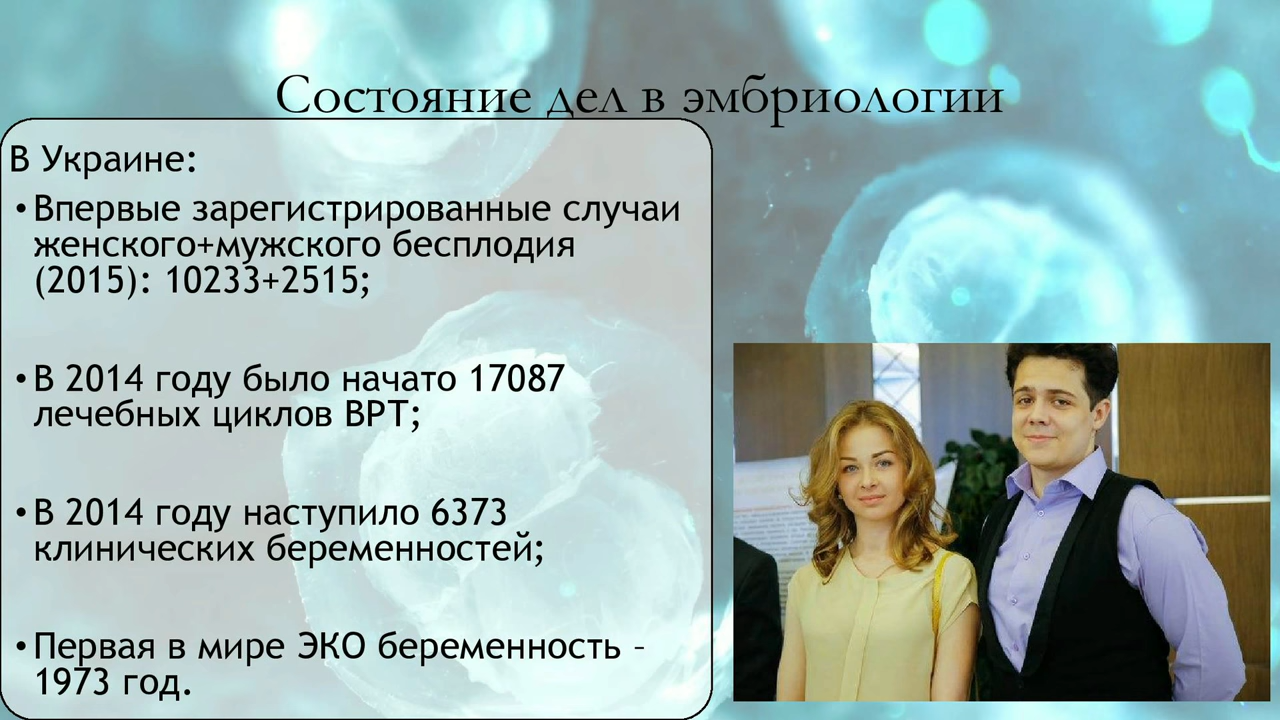 Состояние дел в эмбриологии
В Украине:
•Впервые зарегистрированные случаи
женского+мужского бесплодия
(2015): 10233+2515;
•В 2014 году было начато 17087
лечебных циклов ВРТ;
•В 2014 году наступило 6373
клинических беременностей;
•Первая в мире ЭКО беременность –
1973 год.